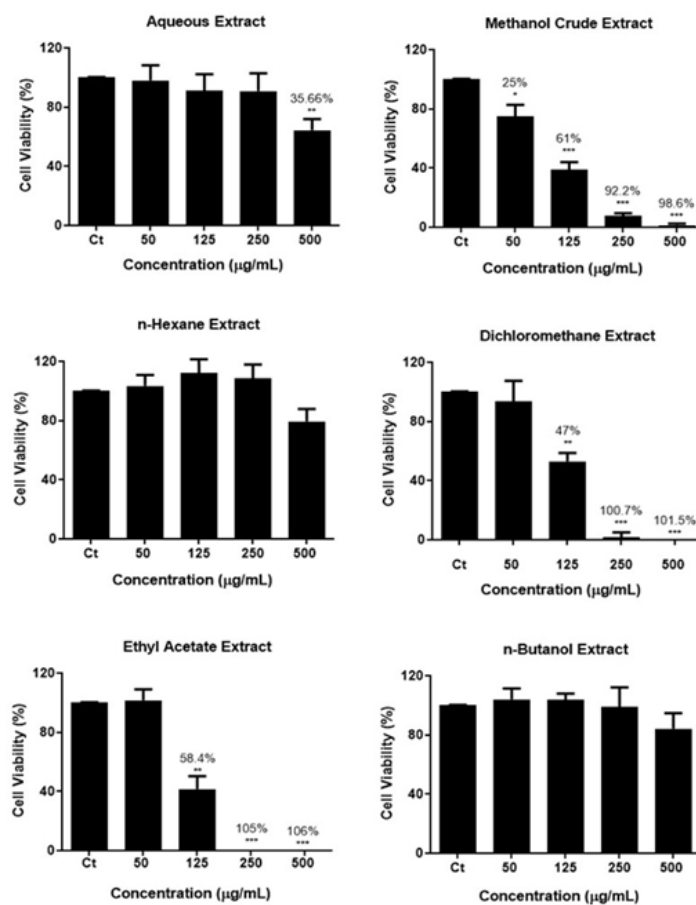 Aqueous Extract
Cell Viability (%)
120
80
40
0
35.66%
**
Ct 50 125 250 500
Concentration (µg/mL)
Methanol Crude Extract
Cell Viability (%)
120
80
40
0
25%
*
61%
***
92.2%
***
98.6%
***
Ct 50 125 250 500
Concentration (µg/mL)
n-Hexane Extract
Cell Viability (%)
120
80
40
0
Ct 50 125 250 500
Concentration (µg/mL)
Dichloromethane Extract
Cell Viability (%)
120
80
40
0
47%
**
100.7%
***
101.5%
***
Ct 50 125 250 500
Concentration (µg/mL)
Ethyl Acetate Extract
Cell Viability (%)
120
80
40
0
58.4%
**
105%
***
106%
***
Ct 50 125 250 500
Concentration (µg/mL)
n-Butanol Extract
Cell Viability (%)
120
80
40
0
Ct 50 125 250 500
Concentration (µg/mL)